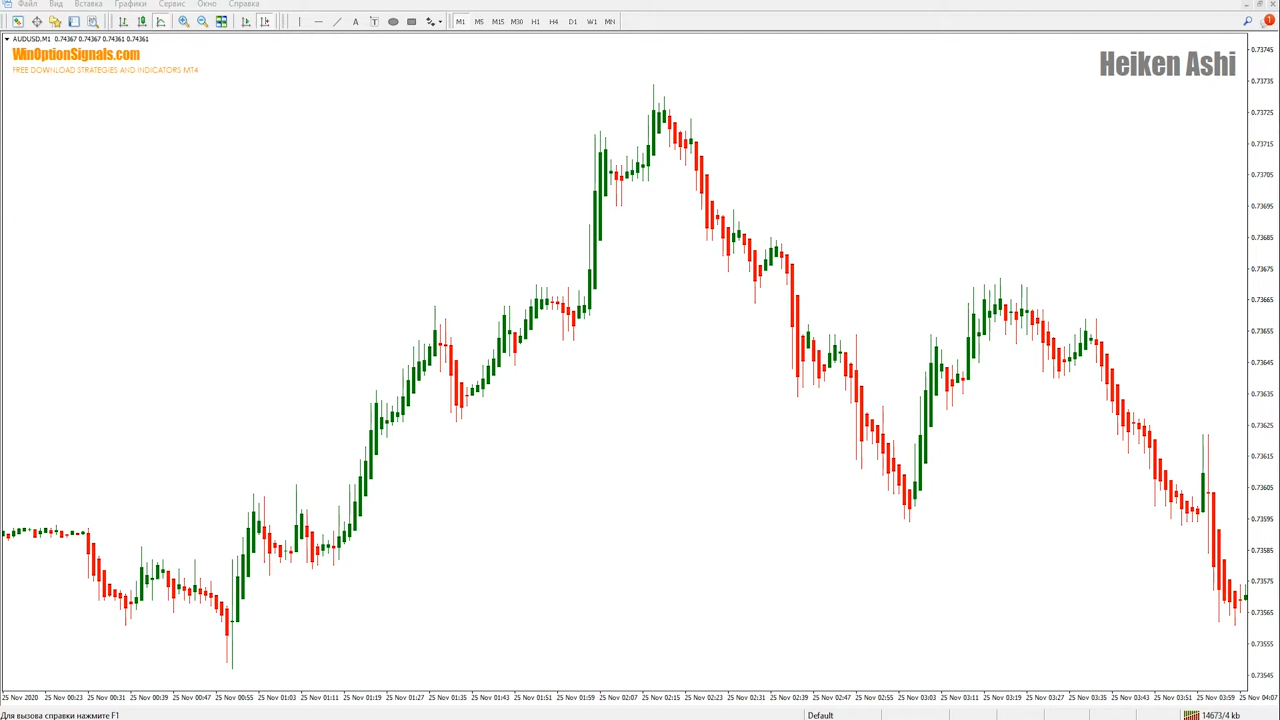 Файл Вид Вставка Графики Сервис Окно Справка
A T M1 M5 M15 M30 H1 H4 D1 W1 MN 1
AUDUSD,M1 0.74367 0.74367 0.74361 0.74361
WinOptionSignals.com
FREE DOWNLOAD STRATEGIES AND INDICATORS MT4
Heiken Ashi
0.73745
0.73735
0.73725
0.73715
0.73705
0.73695
0.73685
0.73675
0.73665
0.73655
0.73645
0.73635
0.73625
0.73615
0.73605
0.73595
0.73585
0.73575
0.73565
0.73555
0.73545
25 Nov 2020 25 Nov 00:23 25 Nov 00:31 25 Nov 00:39 25 Nov 00:47 25 Nov 00:55 25 Nov 01:03 25 Nov 01:11 25 Nov 01:19 25 Nov 01:27 25 Nov 01:35 25 Nov 01:43 25 Nov 01:51 25 Nov 01:59 25 Nov 02:07 25 Nov 02:15 25 Nov 02:23 25 Nov 02:31 25 Nov 02:39 25 Nov 02:47 25 Nov 02:55 25 Nov 03:03 25 Nov 03:11 25 Nov 03:19 25 Nov 03:27 25 Nov 03:35 25 Nov 03:43 25 Nov 03:51 25 Nov 03:59 25 Nov 04:07
Для вызова справки нажмите F1 Default 14673/4 kb